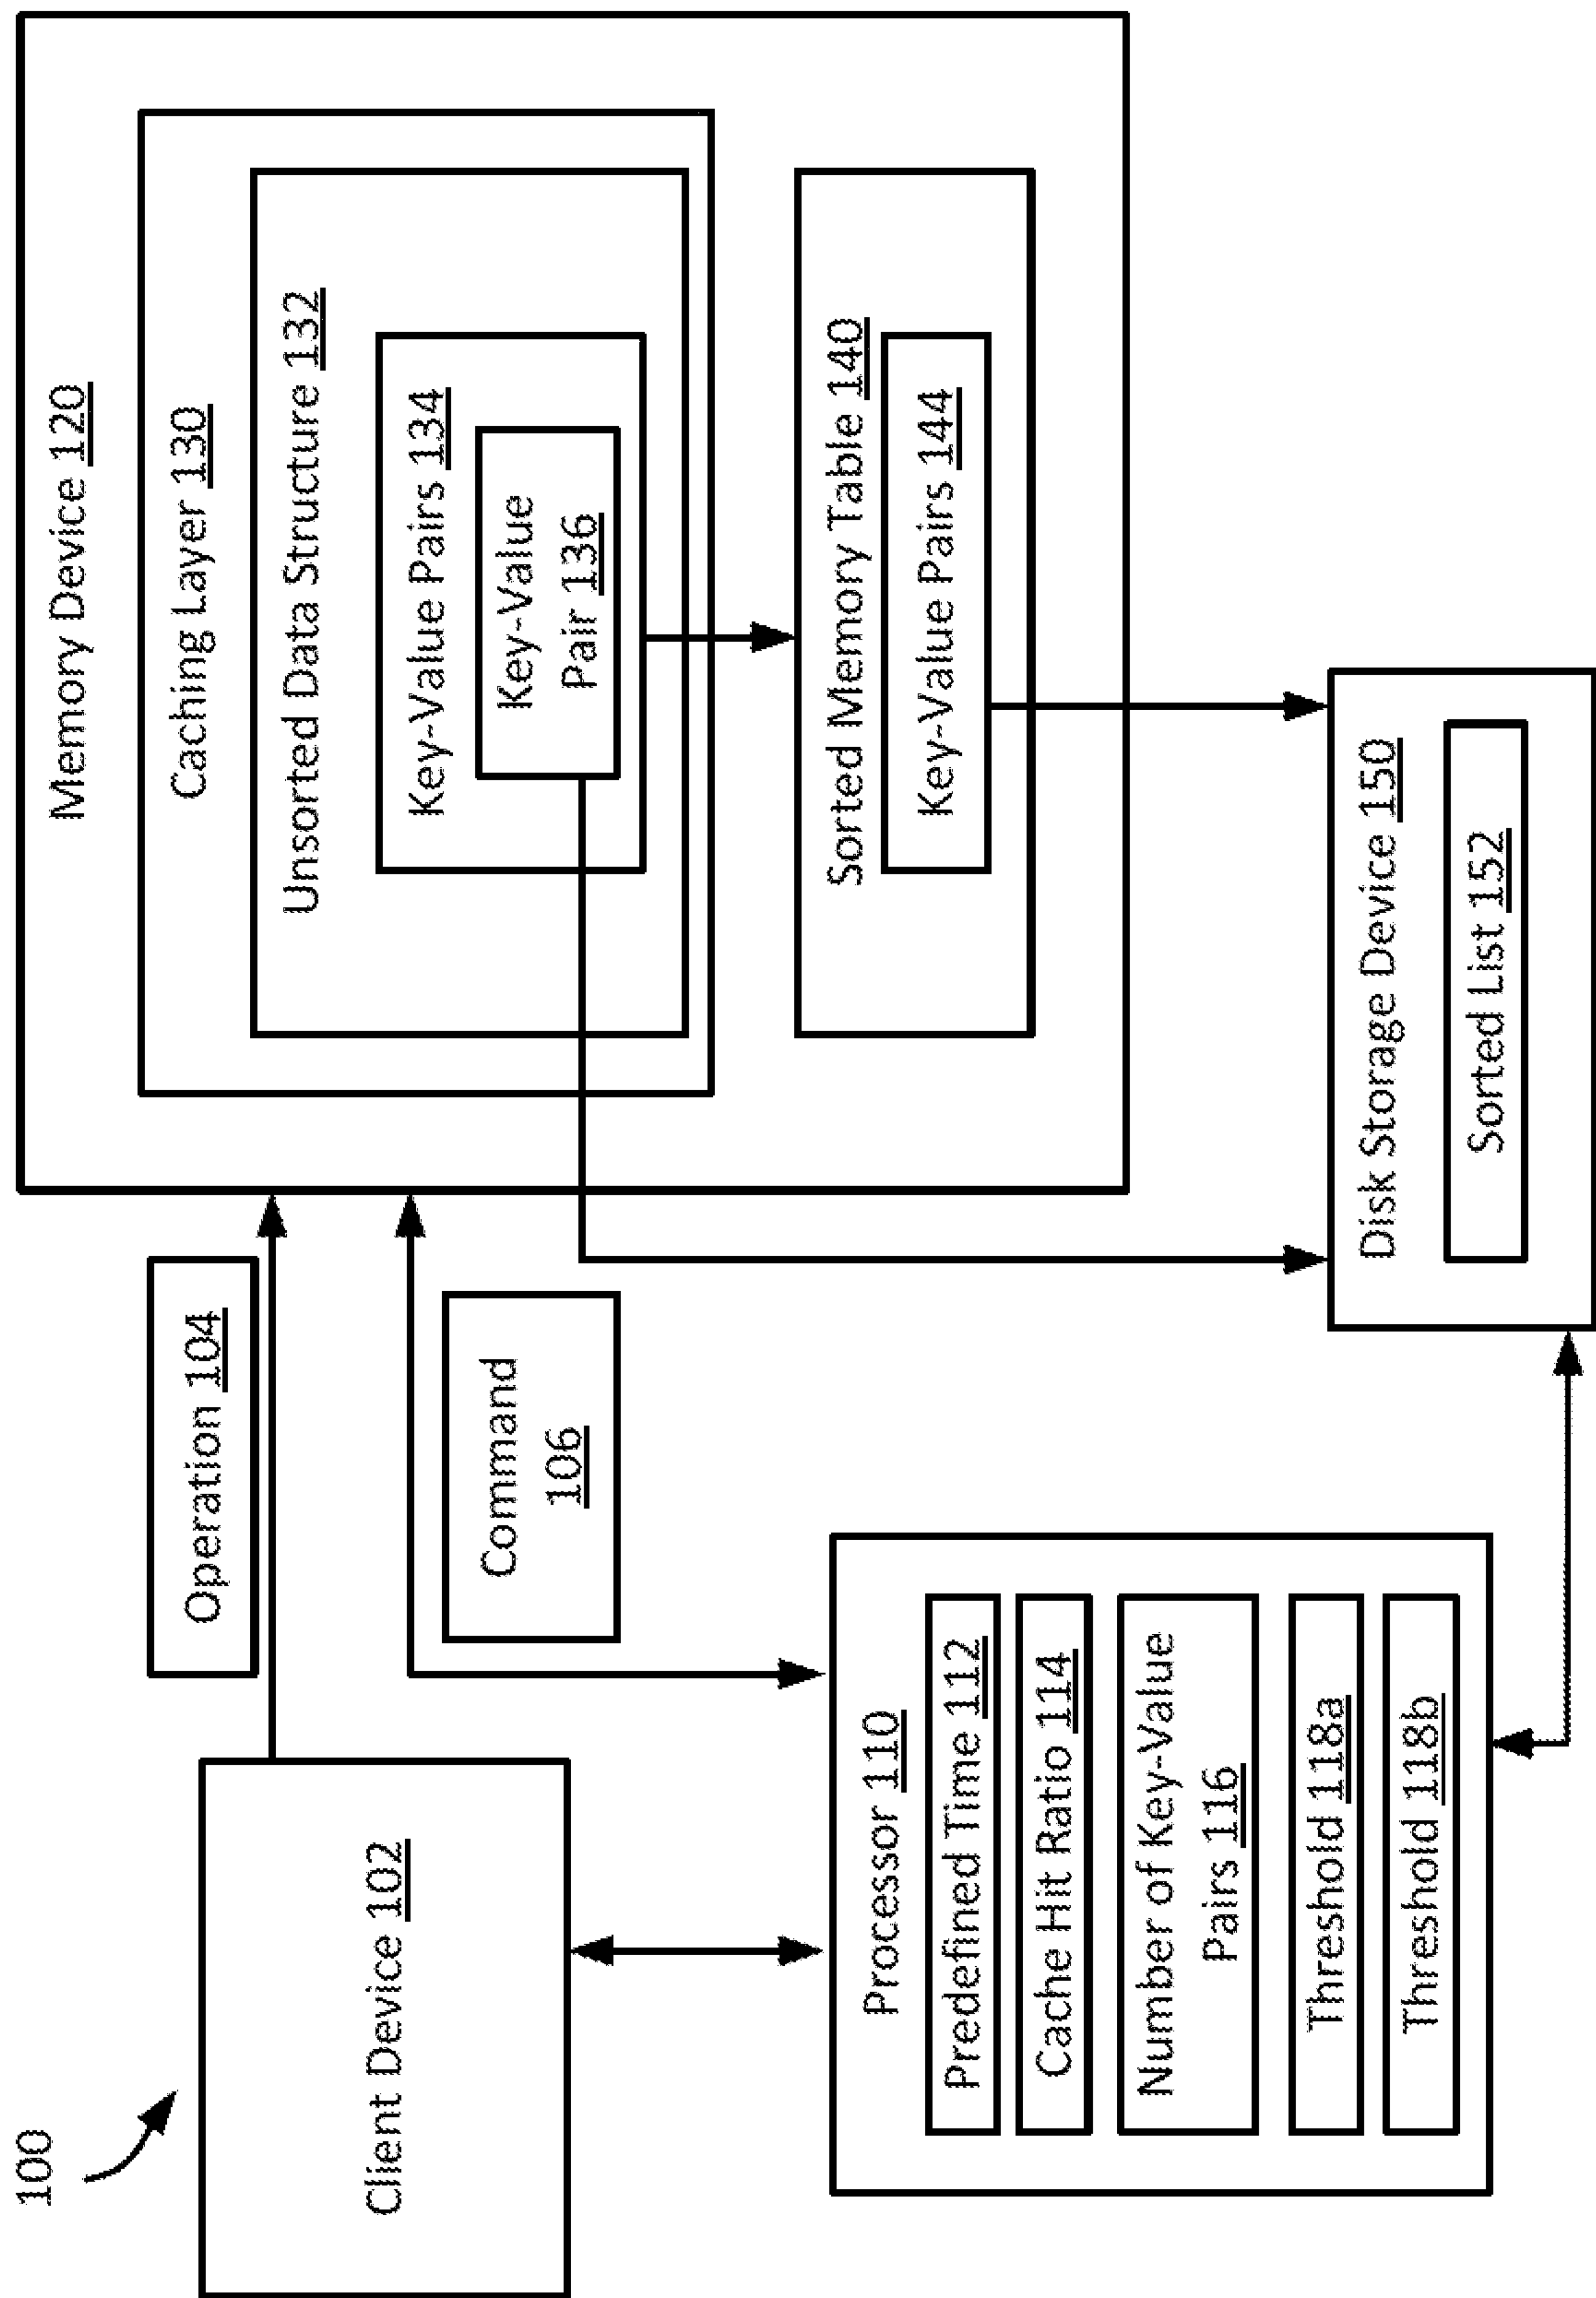 100
Client Device 102
Operation 104
Command
106
Processor 110
Predefined Time 112
Cache Hit Ratio 114
Number of Key-Value
Pairs 116
Threshold 118a
Threshold 118b
Memory Device 120
Caching Layer 130
Unsorted Data Structure 132
Key-Value Pairs 134
Key-Value
Pair 136
Sorted Memory Table 140
Key-Value Pairs 144
Disk Storage Device 150
Sorted List 152